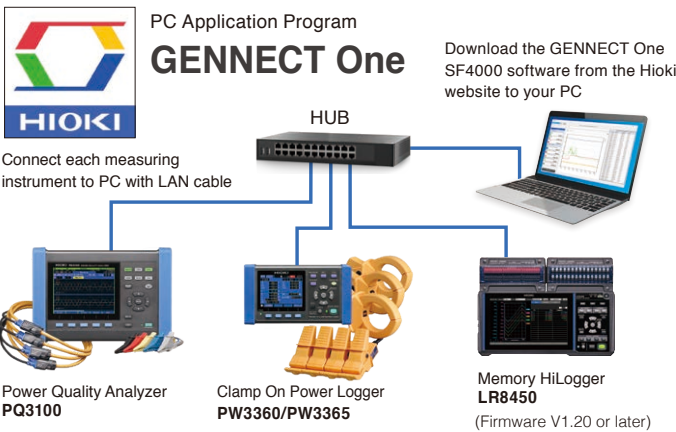 PC Application Program
GENNECT One
HIOKI
Download the GENNECT One
SF4000 software from the Hioki
website to your PC
HUB
Connect each measuring
instrument to PC with LAN cable
Power Quality Analyzer
PQ3100
Clamp On Power Logger
PW3360/PW3365
Memory HiLogger
LR8450
(Firmware V1.20 or later)